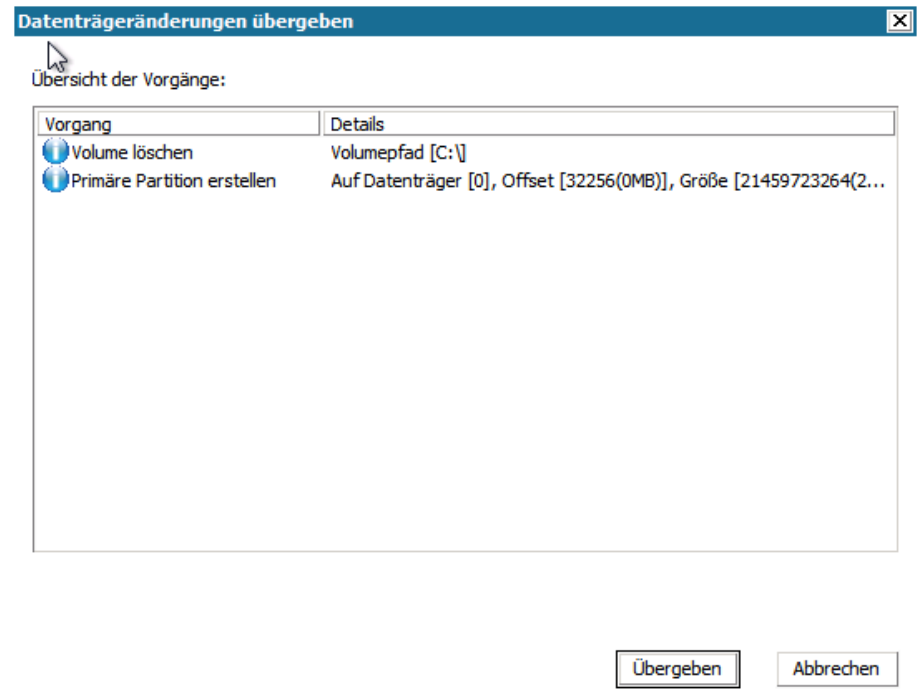 Datenträgeränderungen übergeben
Übersicht der Vorgänge:
Vorgang Details
Volume löschen Volumepfad [C:\]
Primäre Partition erstellen Auf Datenträger [0], Offset [32256(0MB)], Größe [21459723264(2...
Übergeben Abbrechen